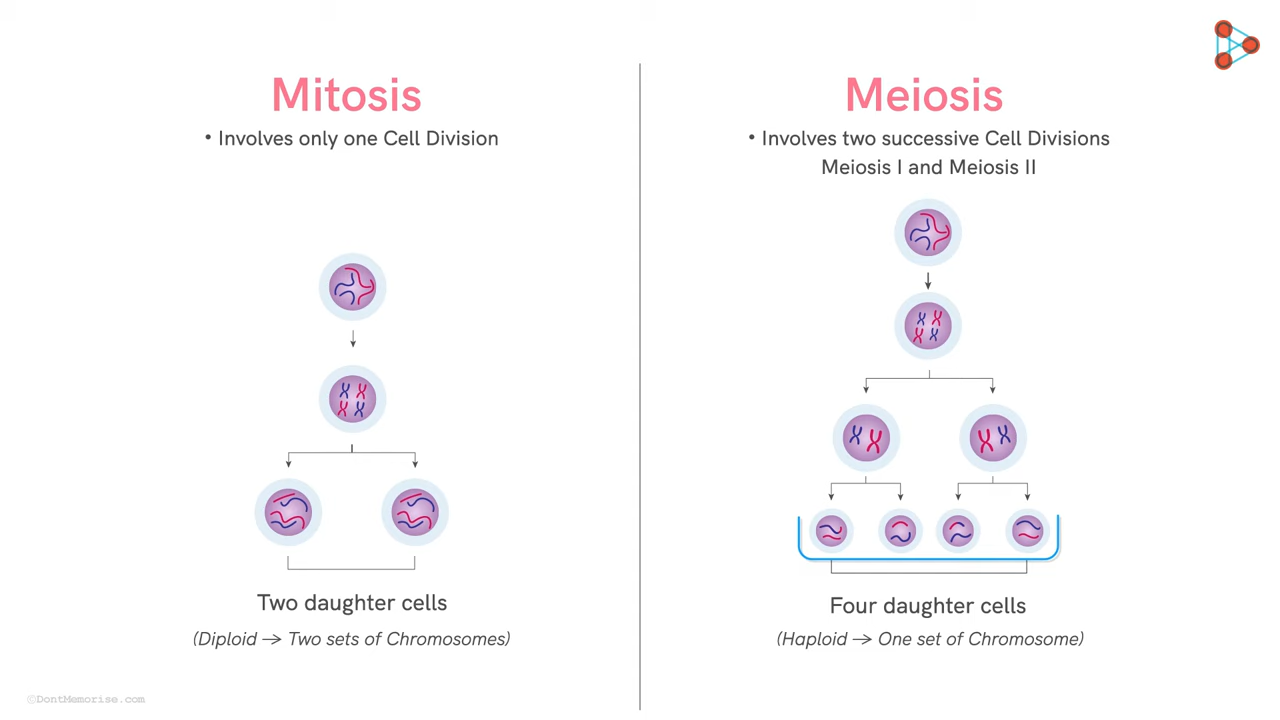 Mitosis
• Involves only one Cell Division
Two daughter cells
(Diploid → Two sets of Chromosomes)
Meiosis
• Involves two successive Cell Divisions
Meiosis I and Meiosis II
Four daughter cells
(Haploid → One set of Chromosome)
©DontMemorise.com